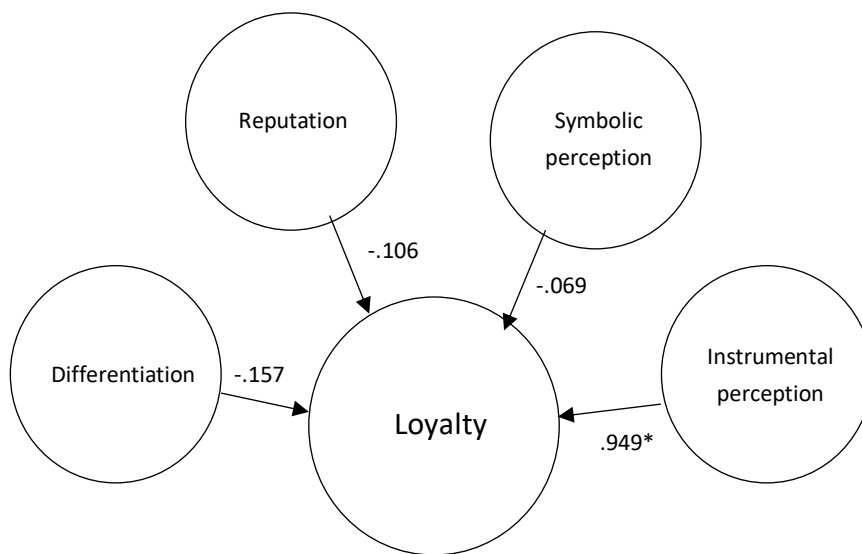 Reputation
Symbolic
perception
-.106
-.069
Differentiation
-.157
Loyalty
Instrumental
perception
.949*